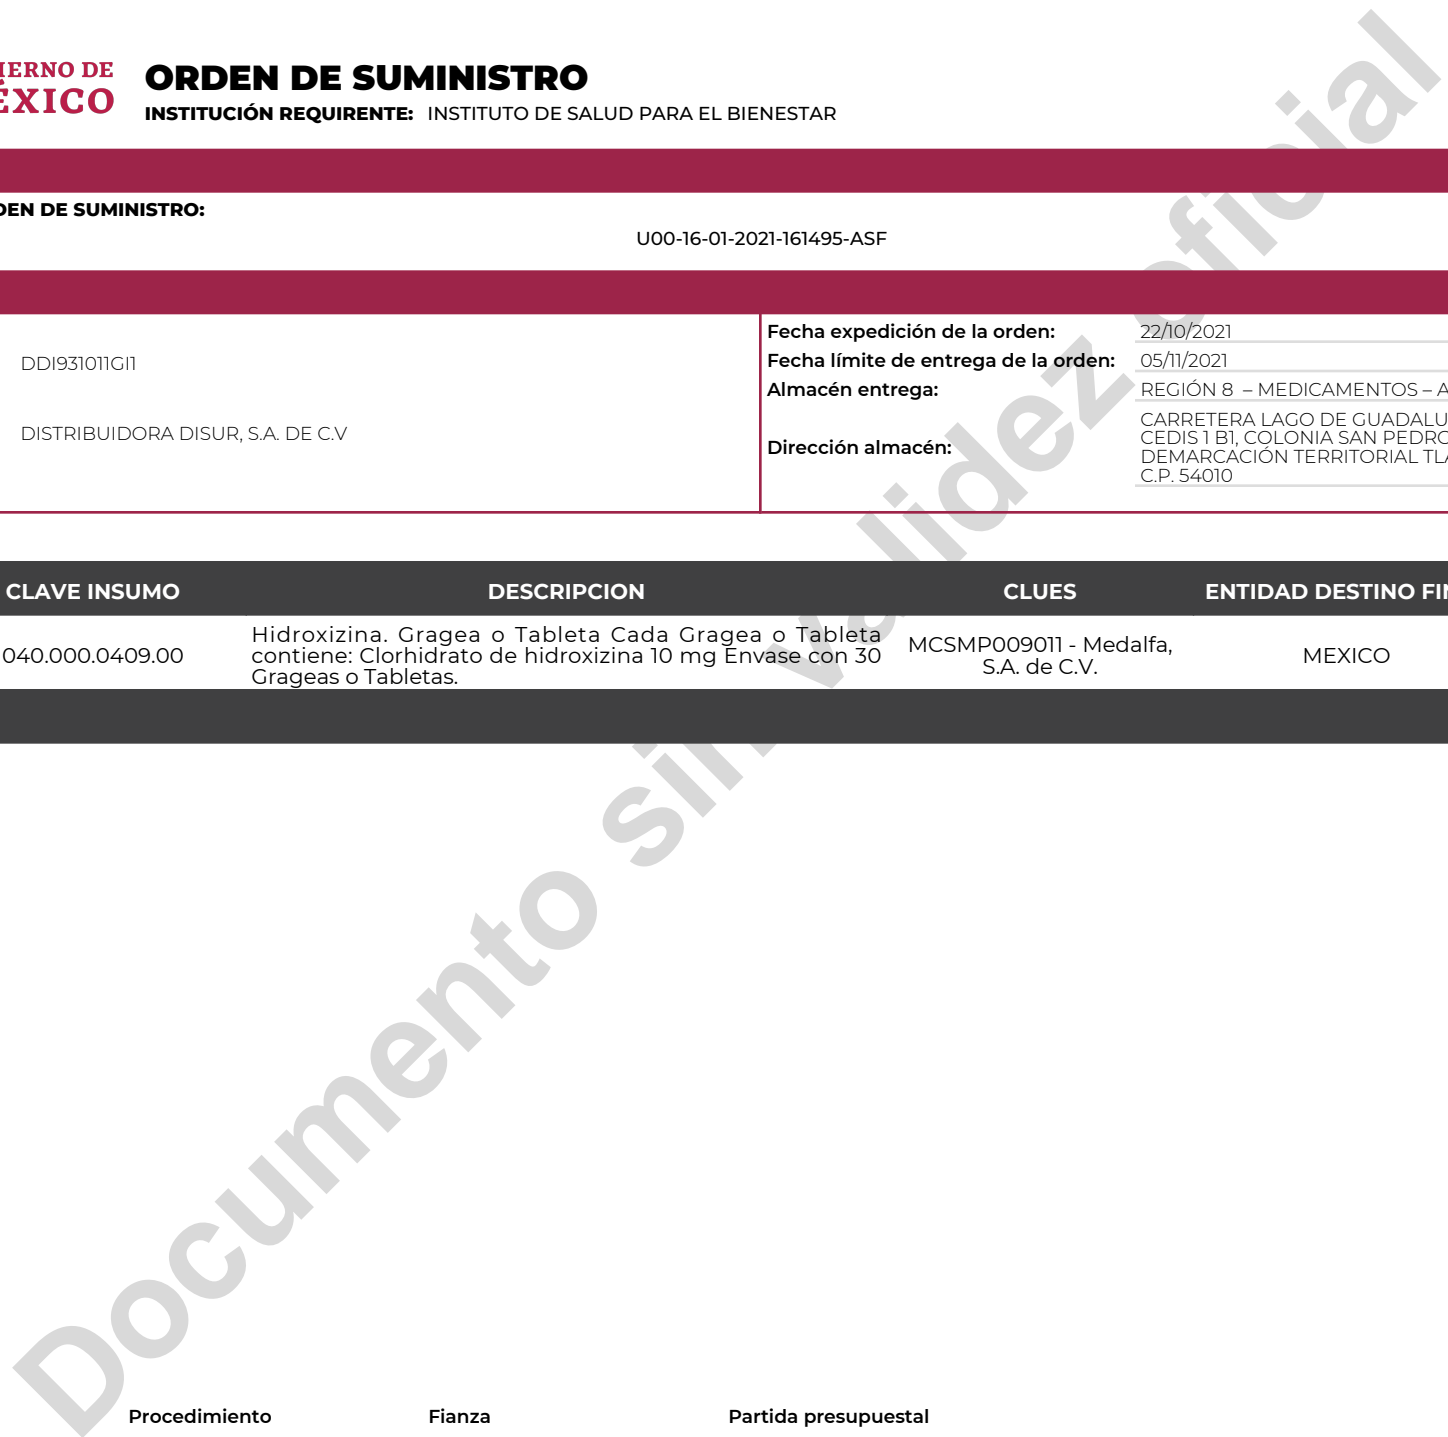 IERNO DE
ÉXICO
ORDEN DE SUMINISTRO
INSTITUCIÓN REQUIRENTE: INSTITUTO DE SALUD PARA EL BIENESTAR
DEN DE SUMINISTRO:
U00-16-01-2021-161495-ASF
DDI931011GI1
DISTRIBUIDORA DISUR, S.A. DE C.V
Fecha expedición de la orden: 22/10/2021
Fecha límite de entrega de la orden: 05/11/2021
Almacén entrega: REGIÓN 8 – MEDICAMENTOS – A
Dirección almacén:
CARRETERA LAGO DE GUADALU
CEDIS 1 B1, COLONIA SAN PEDRO
DEMARCACIÓN TERRITORIAL TLA
C.P. 54010
CLAVE INSUMO DESCRIPCION CLUES ENTIDAD DESTINO FIN
040.000.0409.00
Hidroxizina. Gragea o Tableta Cada Gragea o Tableta
contiene: Clorhidrato de hidroxizina 10 mg Envase con 30
Grageas o Tabletas.
MCSMP009011 - Medalfa,
S.A. de C.V.
MEXICO
Documento sin validez oficial
Procedimiento Fianza Partida presupuestal